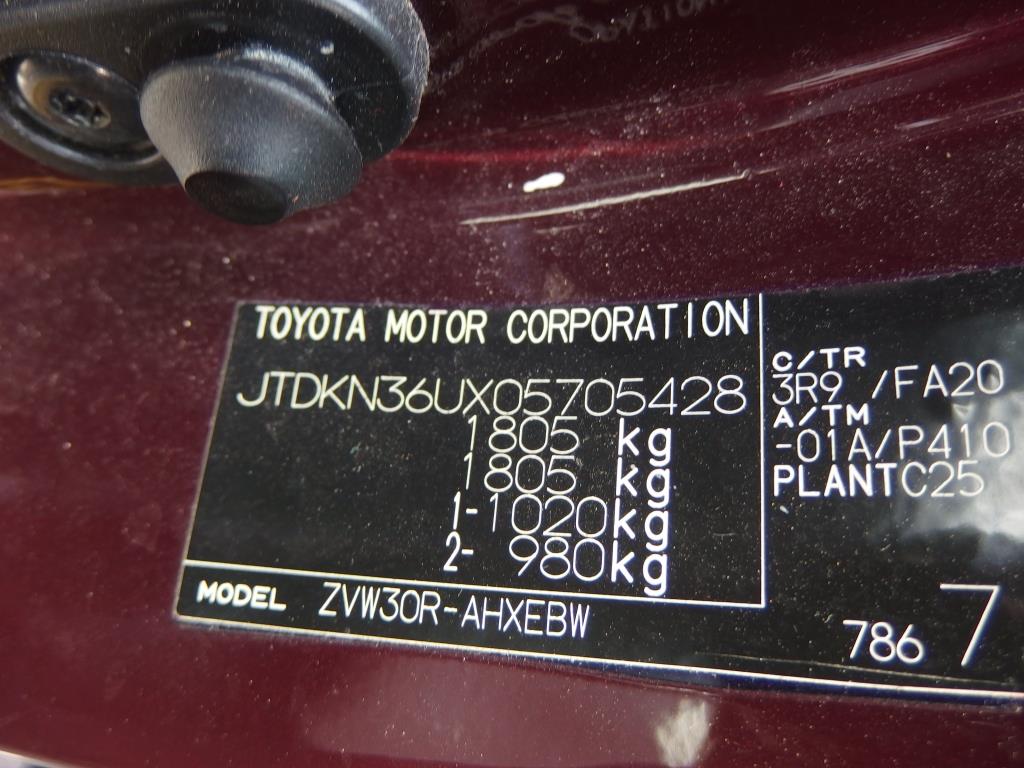 TOYOTA MOTOR CORPORATION
JTDKN36UX05705428
1805 kg
1805 kg
1-1020kg
2- 980kg
MODEL ZVW30R-AHXEBW
C/TR
3R9 /FA20
A/TM
-01A/P410
PLANTC25
786 7